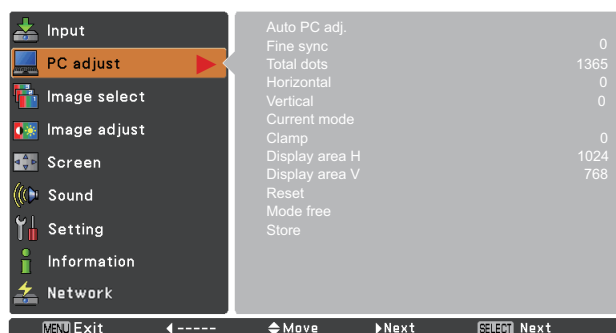 Input
PC adjust
Image select
Image adjust
Screen
Sound
Setting
Information
Network
Auto PC adj.
Fine sync 0
Total dots 1365
Horizontal 0
Vertical 0
Current mode
Clamp 0
Display area H 1024
Display area V 768
Reset
Mode free
Store
MENU Exit ----- Move Next SELECT Next